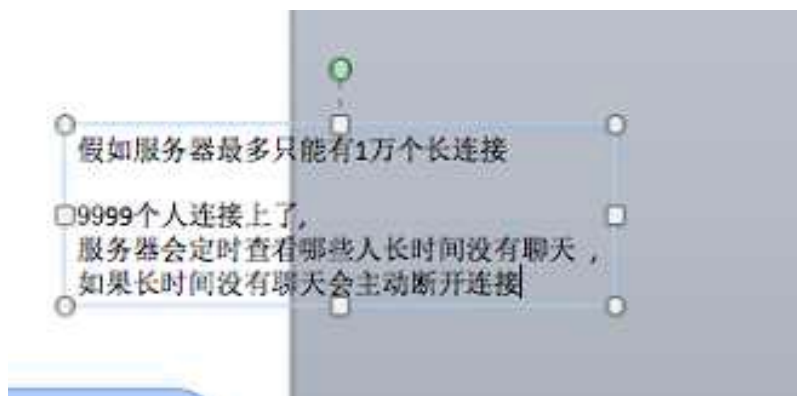 假如服务器最多只能有1万个长连接
9999个人连接上了,
服务器会定时查看哪些人长时间没有聊天，
如果长时间没有聊天会主动断开连接